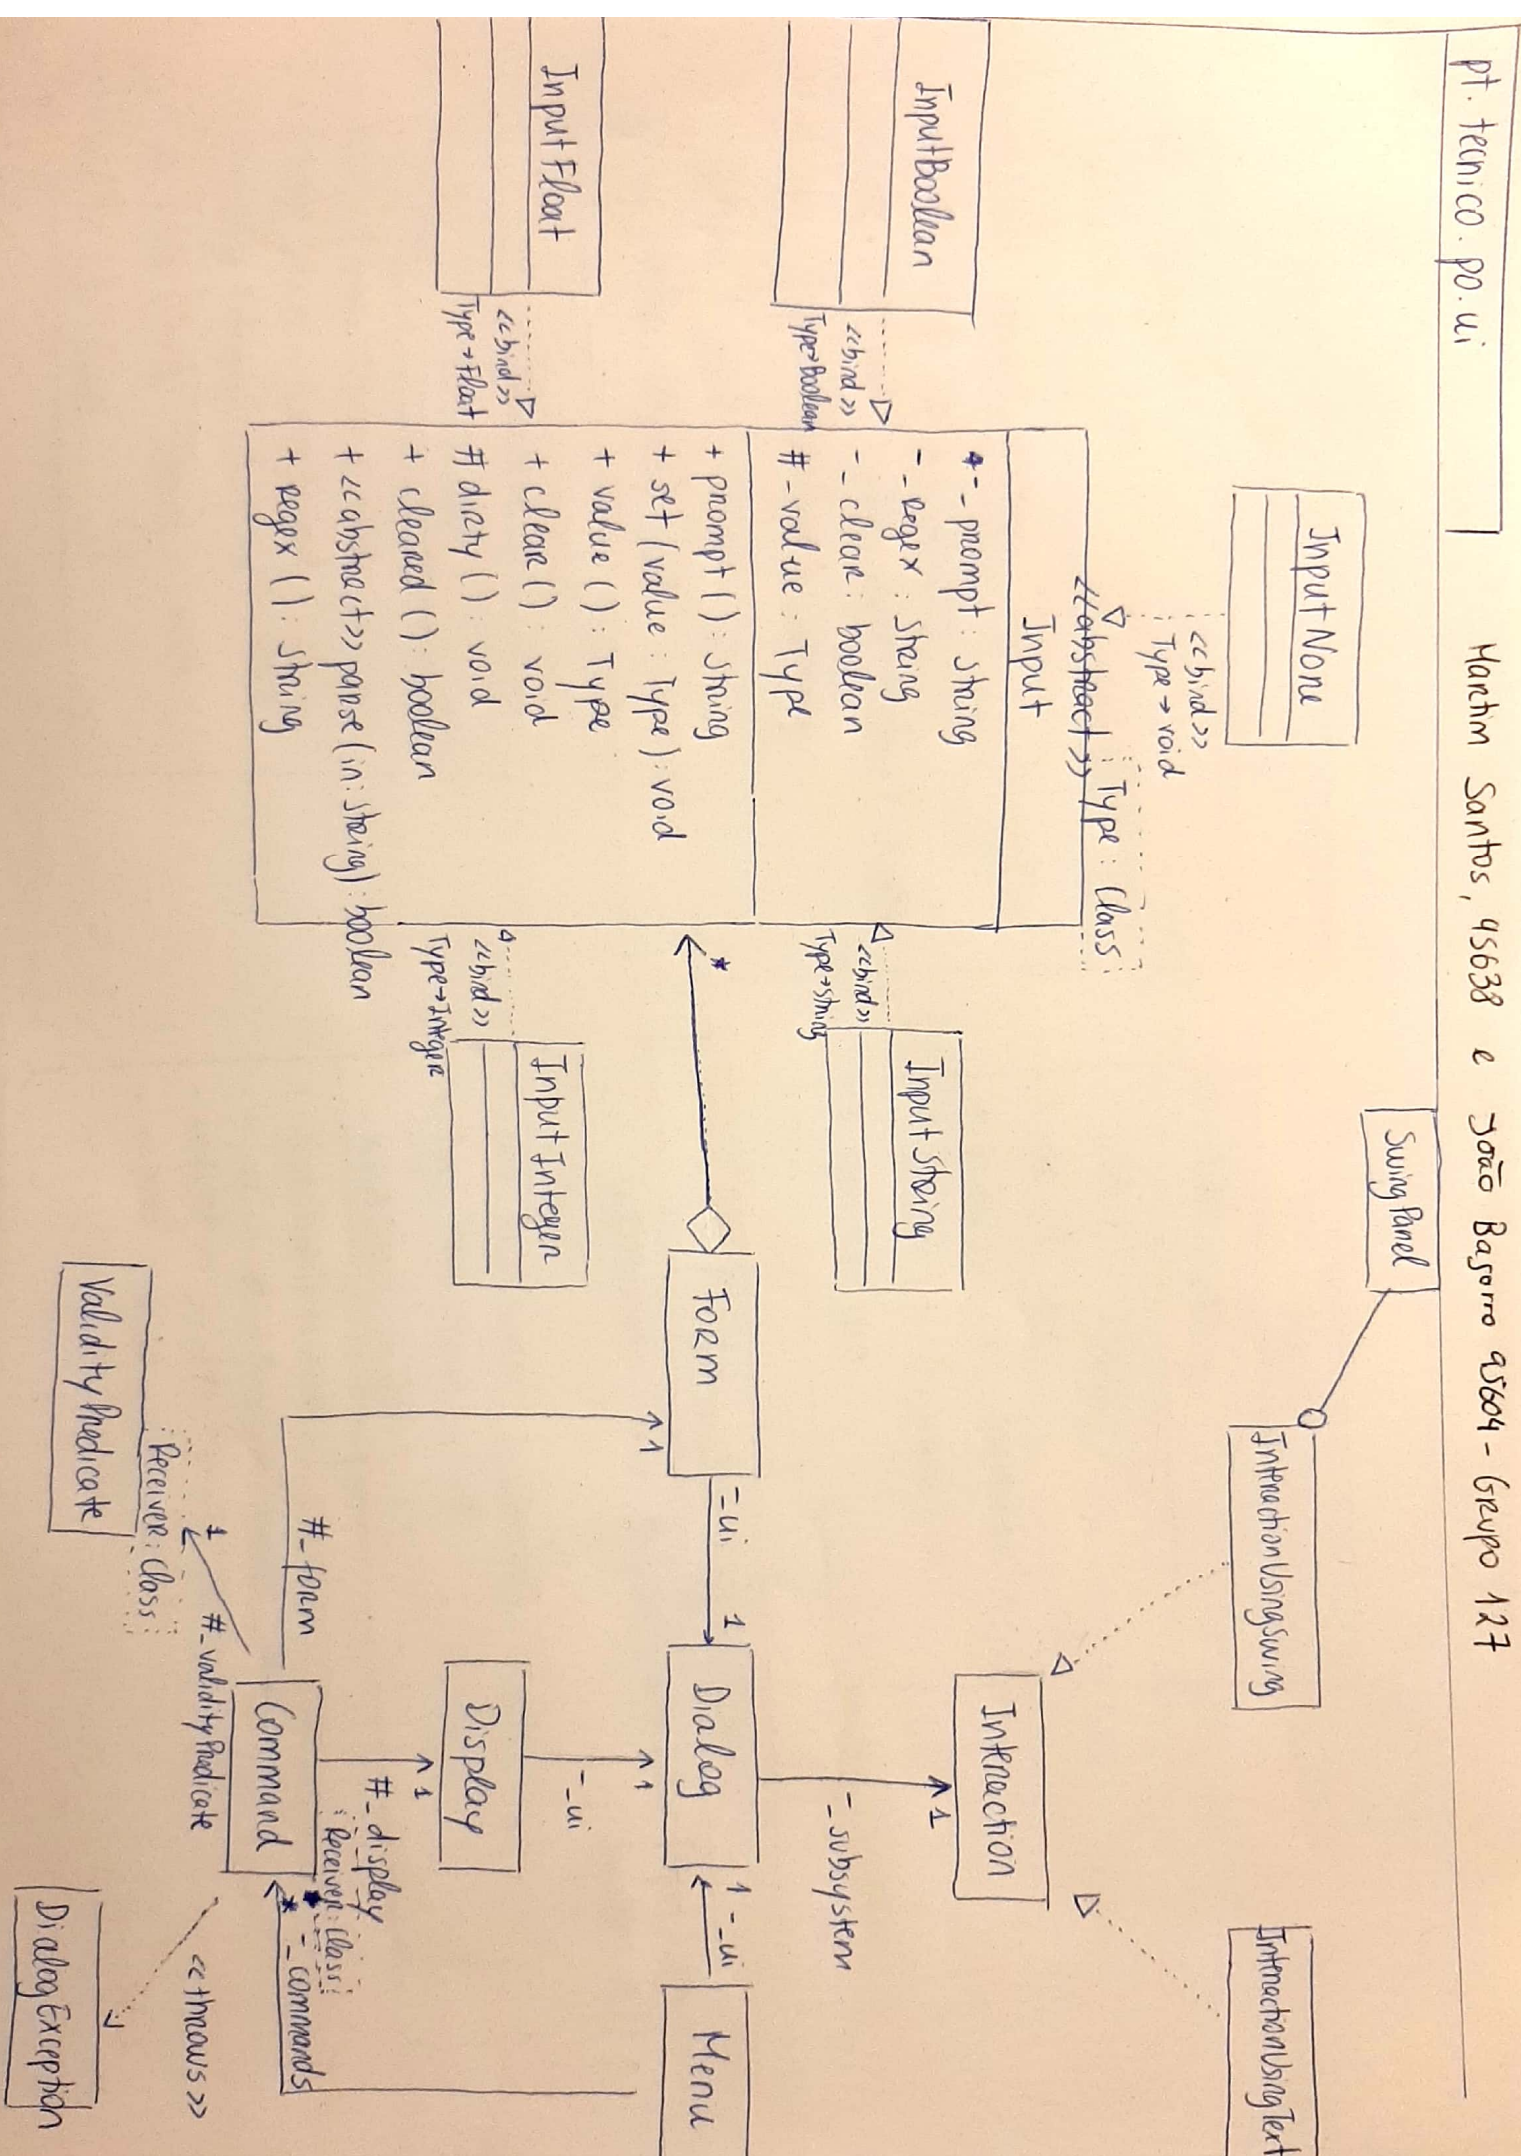 pt.tecnico.po.ui
Martim Santos, 95638 e João Bagorro 95604 - Grupo 127
SwingPanel
InputNone
<<bind>>
Type→void
InteractionUsingSwing
InteractionUsingText
Type: Class
<<abstract>>
Input
- _prompt: String
- _regex: String
- _clear: boolean
# _value: Type
+ prompt(): String
+ set(value: Type): void
+ value(): Type
+ clear(): void
# dirty(): void
+ cleared(): boolean
+ <<abstract>> parse(in: String): boolean
+ regex(): String
InputBoolean
<<bind>>
Type→Boolean
InputFloat
<<bind>>
Type→Float
<<bind>>
Type→String
InputString
<<bind>>
Type→Integer
InputInteger
*
Form
-_ui
1
Dialog
1
-_ui
Menu
Interaction
1
-_subsystem
1
-_ui
Display
1
#_display
Receiver: Class
Command
*
-_commands
1
#_form
1
#_validityPredicate
Receiver: Class
ValidityPredicate
<<throws>>
DialogException